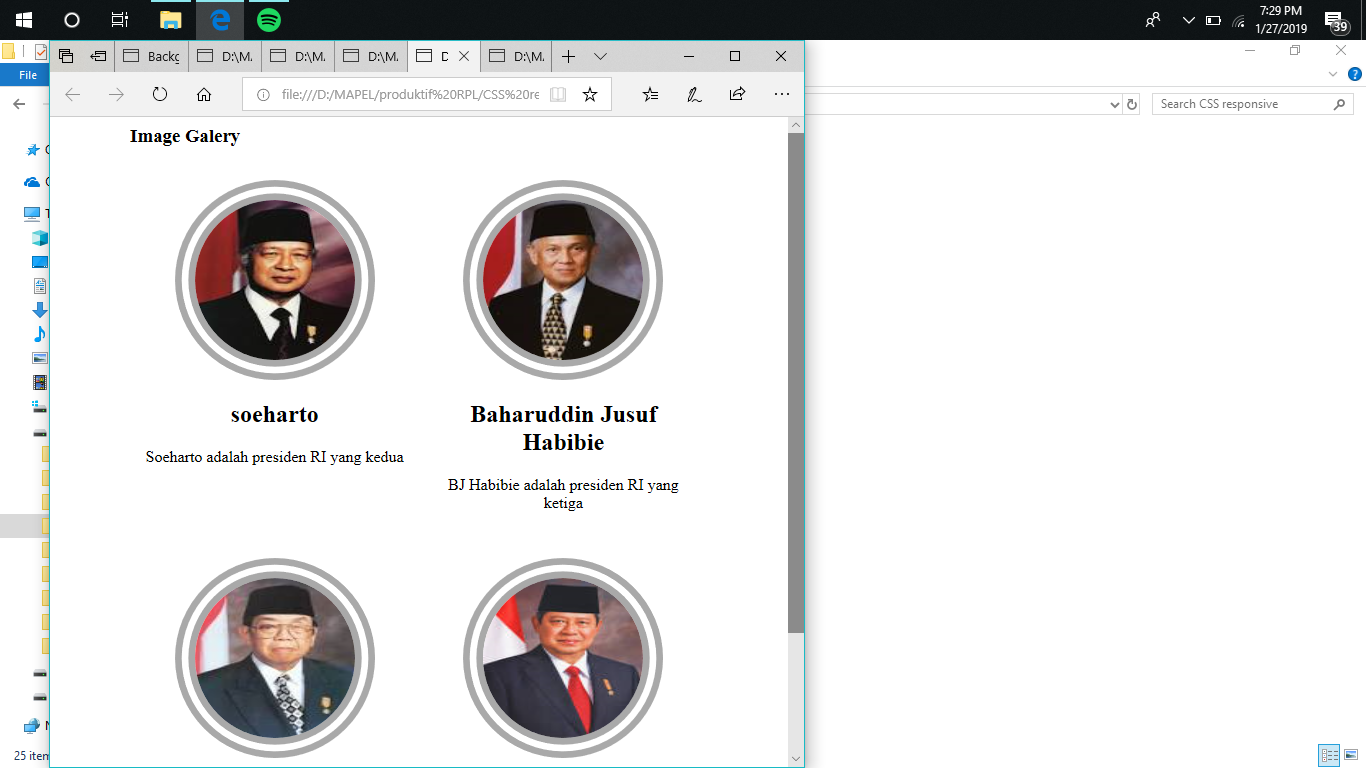 7:29 PM
1/27/2019
39
Backg
D:\M.
D:\M.
D:\M.
D
D:\M.
File
file:///D:/MAPEL/produktif%20RPL/CSS%20re
Search CSS responsive
Image Galery
soeharto
Soeharto adalah presiden RI yang kedua
Baharuddin Jusuf
Habibie
BJ Habibie adalah presiden RI yang
ketiga
25 item